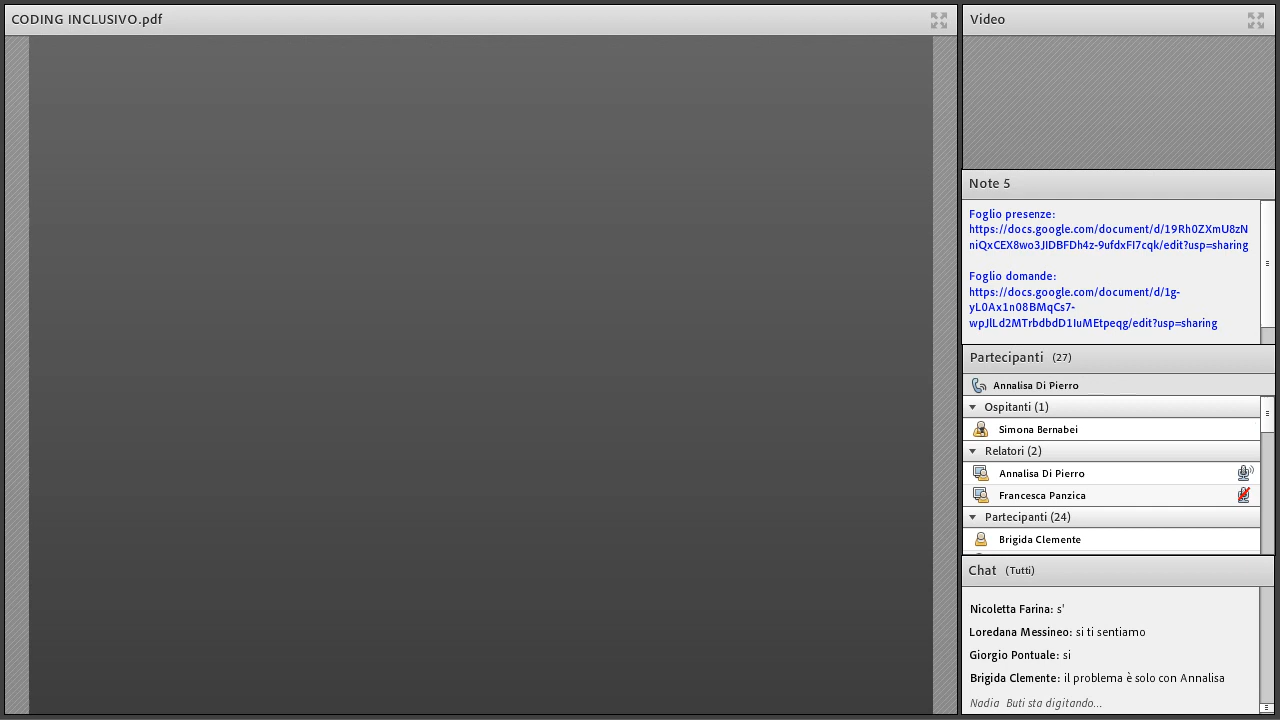 CODING INCLUSIVO.pdf
Video
Note 5
Foglio presenze:
https://docs.google.com/document/d/19Rh0ZXmU8zN
niQxCEX8wo3JIDBFDh4z-9ufdxFI7cqk/edit?usp=sharing
Foglio domande:
https://docs.google.com/document/d/1g-
yL0Ax1n08BMqCs7-
wpJlLd2MTrbdbdD1IuMEtpeqg/edit?usp=sharing
Partecipanti (27)
Annalisa Di Pierro
Ospitanti (1)
Simona Bernabei
Relatori (2)
Annalisa Di Pierro
Francesca Panzica
Partecipanti (24)
Brigida Clemente
Chat (Tutti)
Nicoletta Farina: s'
Loredana Messineo: si ti sentiamo
Giorgio Pontuale: si
Brigida Clemente: il problema è solo con Annalisa
Nadia Buti sta digitando...